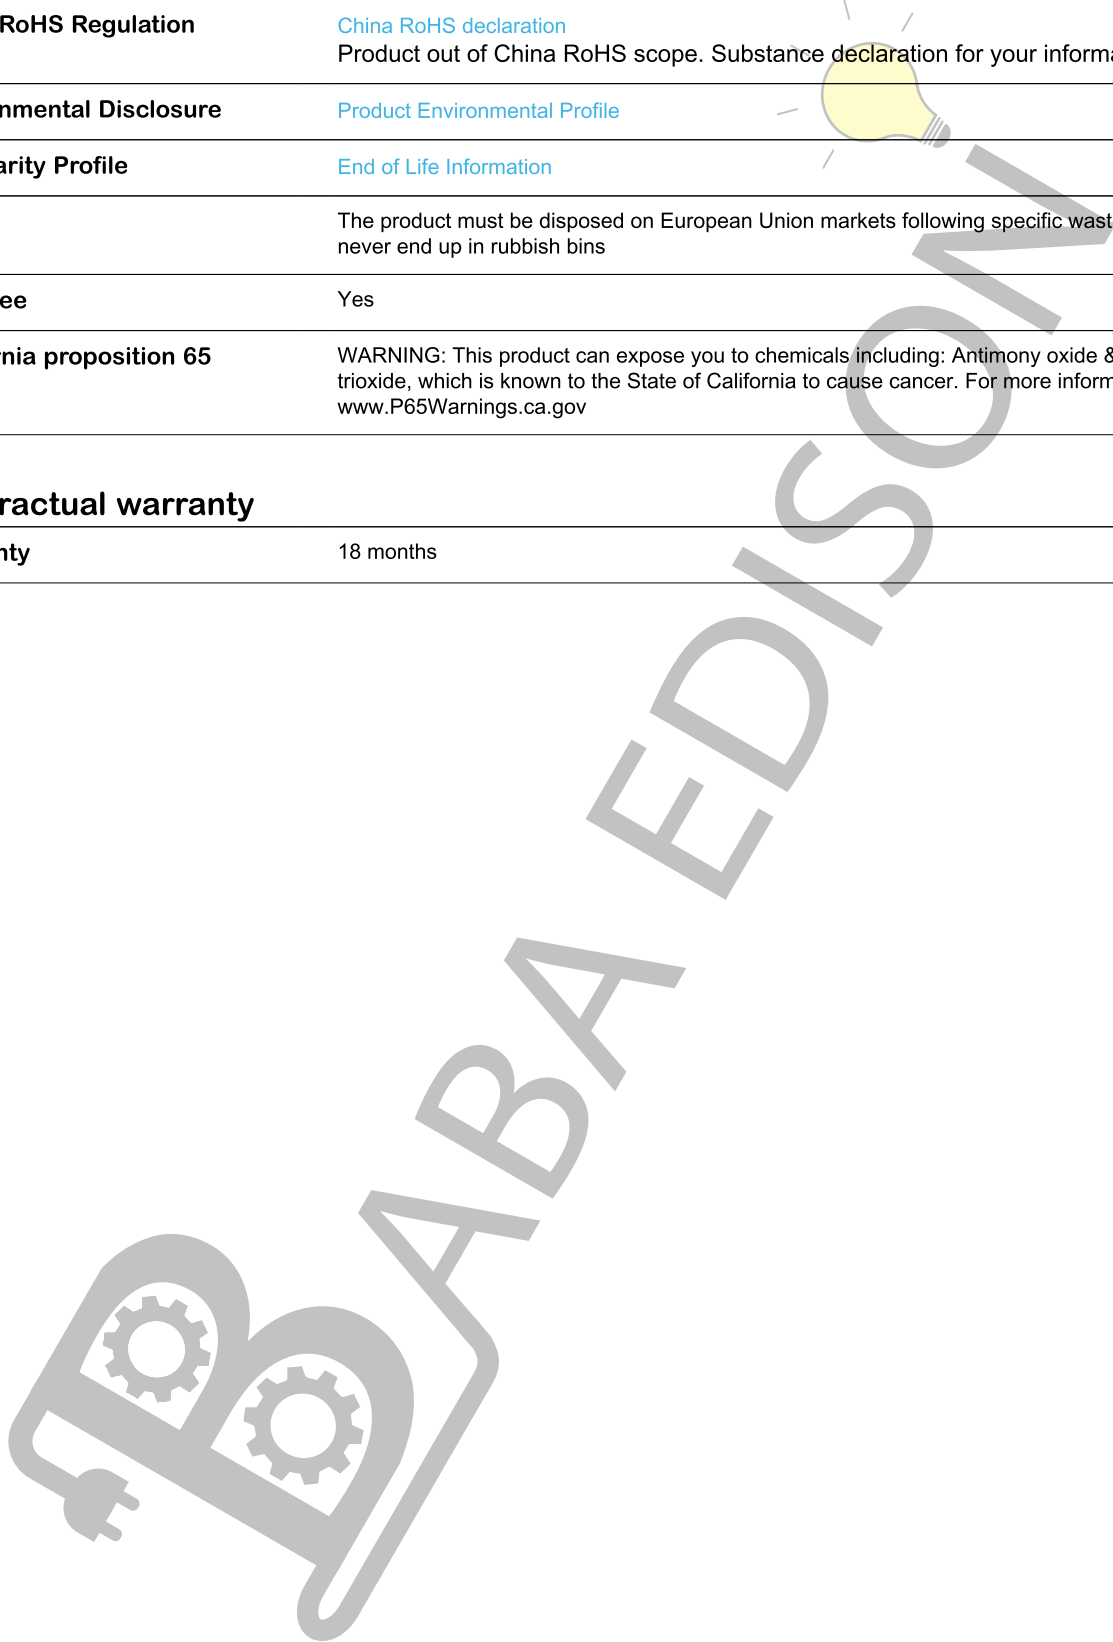 RoHS Regulation China RoHS declaration
Product out of China RoHS scope. Substance declaration for your informa
nmental Disclosure Product Environmental Profile
arity Profile End of Life Information
The product must be disposed on European Union markets following specific wast
never end up in rubbish bins
ee Yes
rnia proposition 65 WARNING: This product can expose you to chemicals including: Antimony oxide &
trioxide, which is known to the State of California to cause cancer. For more inform
www.P65Warnings.ca.gov
ractual warranty
nty 18 months
BABA EDISON